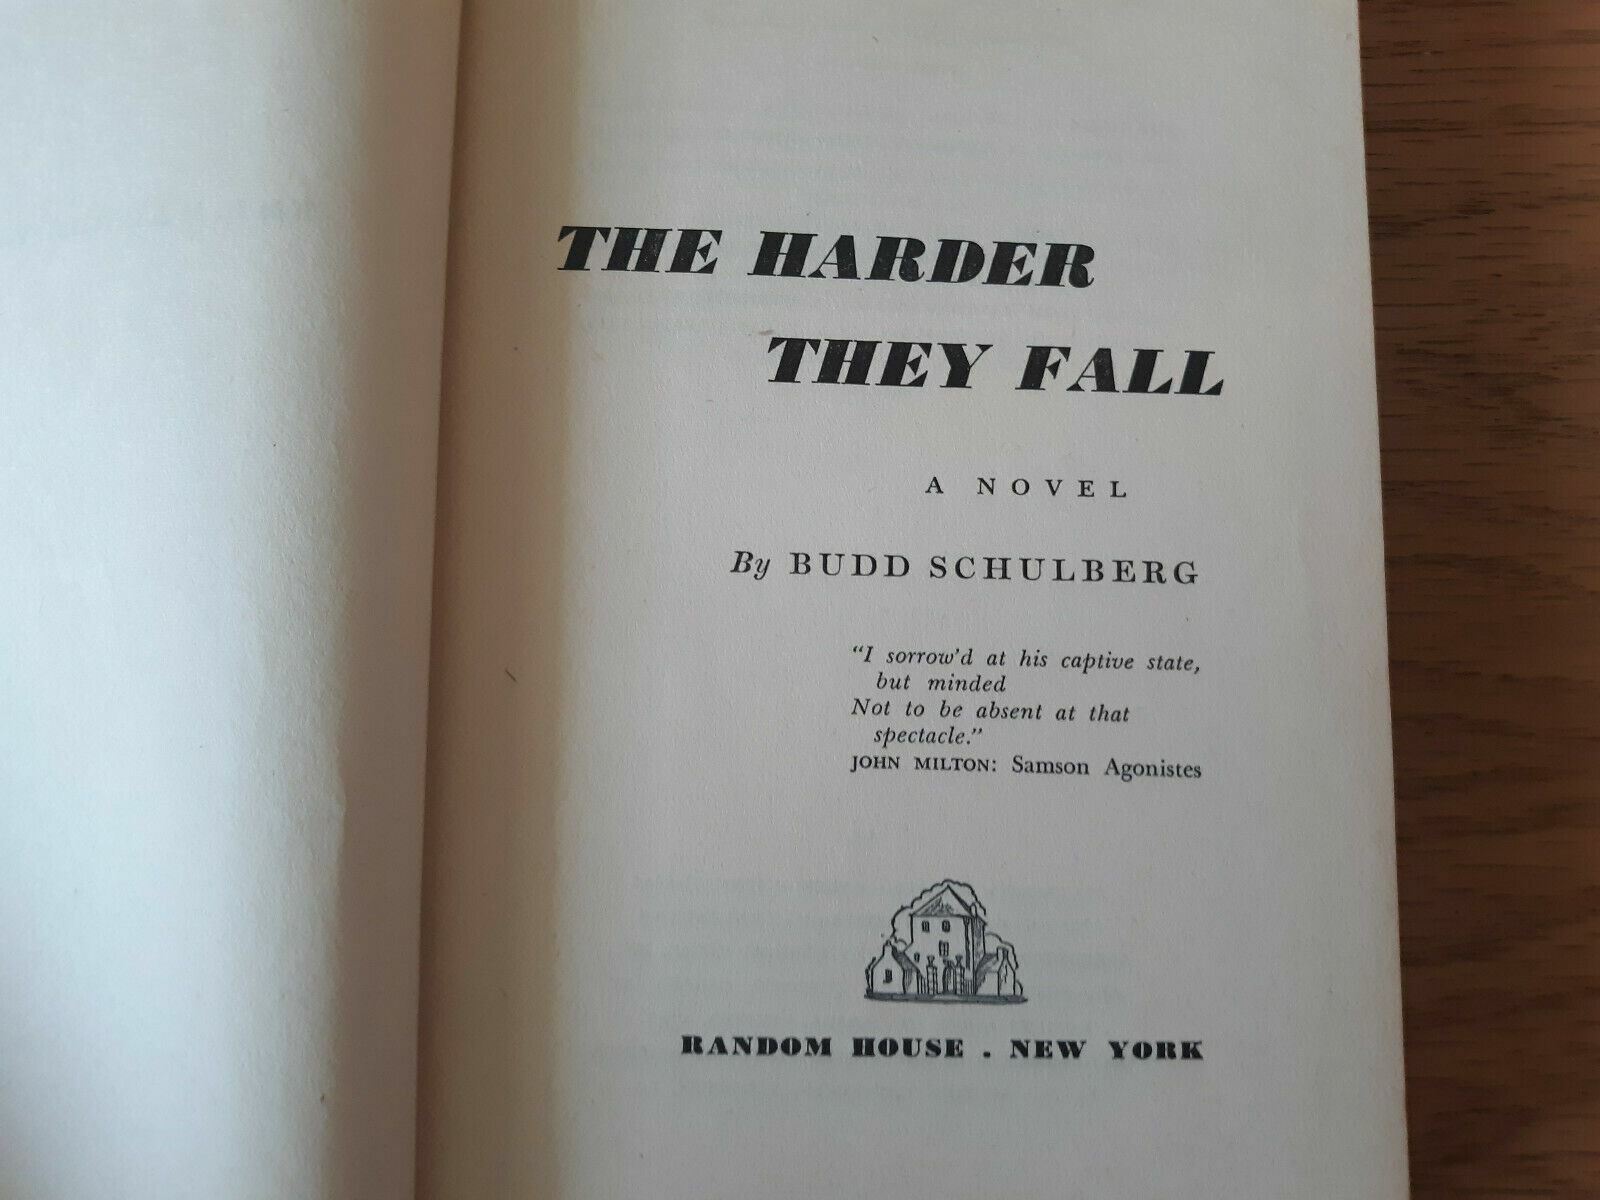 THE HARDER
THEY FALL
A NOVEL
By BUDD SCHULBERG
"I sorrow'd at his captive state,
but minded
Not to be absent at that
spectacle."
JOHN MILTON: Samson Agonistes
RANDOM HOUSE . NEW YORK